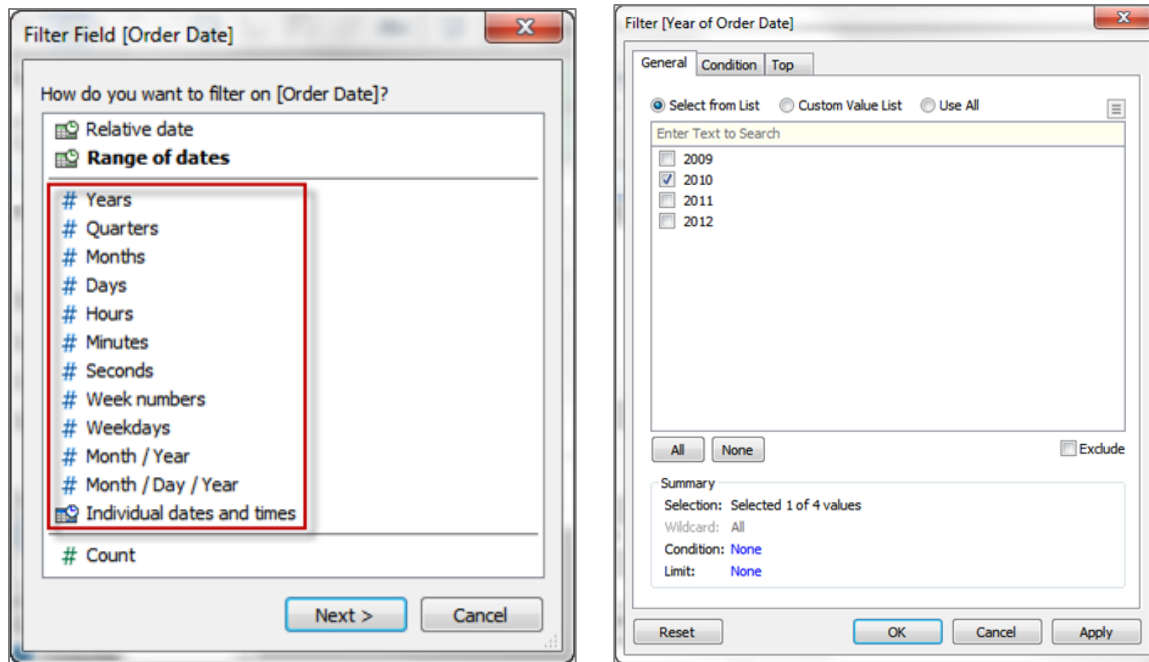 Filter Field [Order Date]
How do you want to filter on [Order Date]?
Relative date
Range of dates
# Years
# Quarters
# Months
# Days
# Hours
# Minutes
# Seconds
# Week numbers
# Weekdays
# Month / Year
# Month / Day / Year
Individual dates and times
# Count
Next > Cancel
Filter [Year of Order Date]
General Condition Top
Select from List Custom Value List Use All
Enter Text to Search
2009
2010
2011
2012
All None Exclude
Summary
Selection: Selected 1 of 4 values
Wildcard: All
Condition: None
Limit: None
Reset OK Cancel Apply